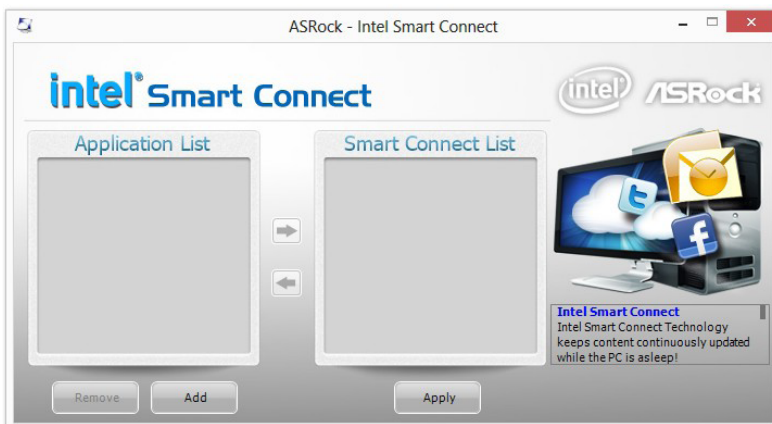 ASRock - Intel Smart Connect
intel® Smart Connect
intel® ASRock
Application List
Smart Connect List
Intel Smart Connect
Intel Smart Connect Technology
keeps content continuously updated
while the PC is asleep!
Remove
Add
Apply